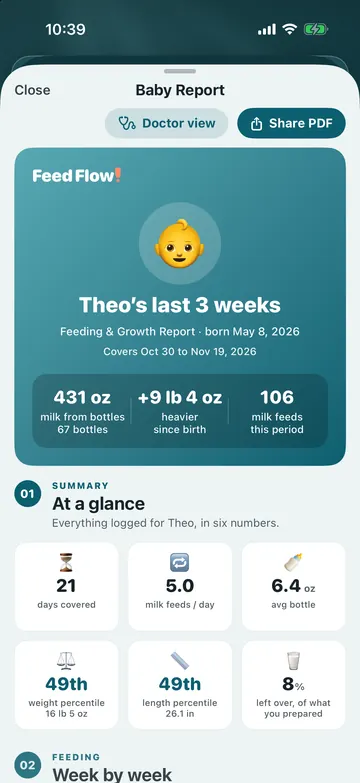 10:39
Close
Baby Report
Doctor view
Share PDF
Feed Flow!
Theo's last 3 weeks
Feeding & Growth Report · born May 8, 2026
Covers Oct 30 to Nov 19, 2026
431 oz
milk from bottles
67 bottles
+9 lb 4 oz
heavier
since birth
106
milk feeds
this period
01
SUMMARY
At a glance
Everything logged for Theo, in six numbers.
21
days covered
5.0
milk feeds / day
6.4 oz
avg bottle
49th
weight percentile
16 lb 5 oz
49th
length percentile
26.1 in
8%
left over, of what
you prepared
02
FEEDING
Week by week